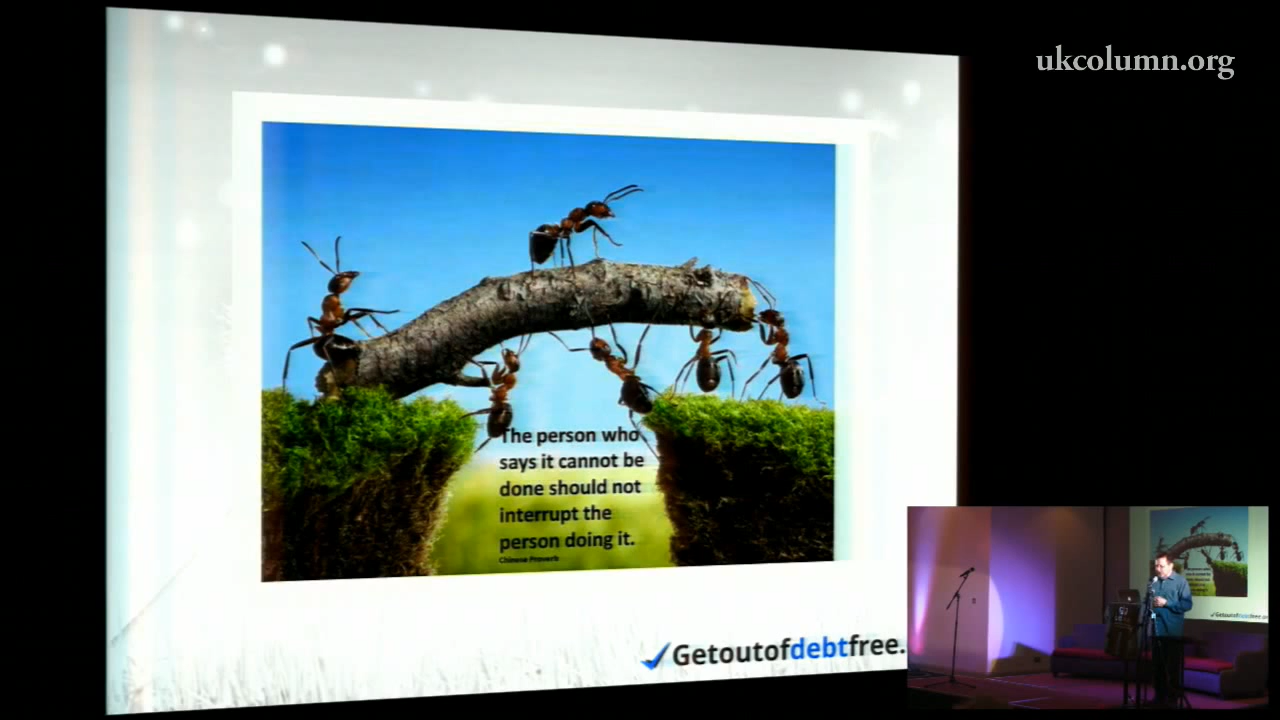 ukcolumn.org
The person who
says it cannot be
done should not
interrupt the
person doing it.
Chinese Proverb
Getoutofdebtfree.